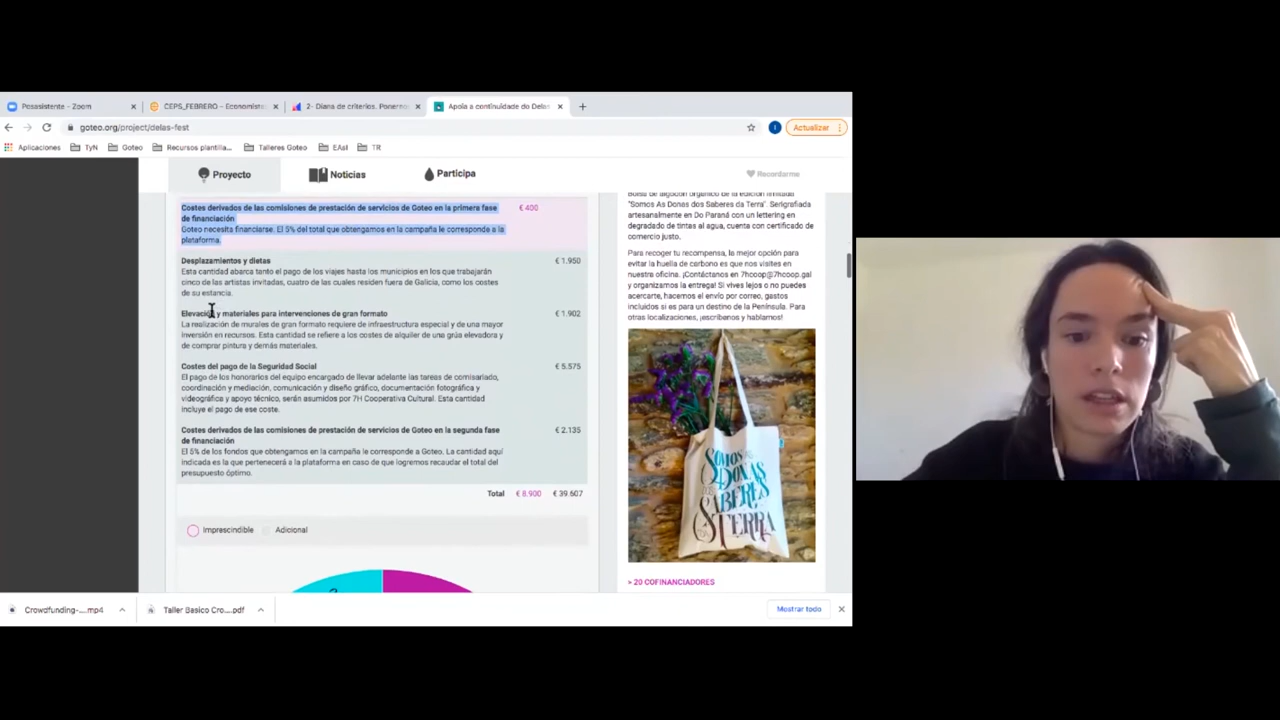 Posasistente - Zoom
CEPS_FEBRERO – Economista
2- Diana de criterios. Ponerno
Apoia a continuidade do Delas
goteo.org/project/delas-fest
Actualizar
Aplicaciones
TyN
Goteo
Recursos plantilla...
Talleres Goteo
EASI
TR
Proyecto
Noticias
Participa
Recordarme
Costes derivados de las comisiones de prestación de servicios de Goteo en la primera fase € 400
de financiación
Goteo necesita financiarse. El 5% del total que obtengamos en la campaña le corresponde a la
plataforma.
Desplazamientos y dietas € 1.950
Esta cantidad abarca tanto el pago de los viajes hasta los municipios en los que trabajarán
cinco de las artistas invitadas, cuatro de las cuales residen fuera de Galicia, como los costes
de su estancia.
Elevación y materiales para intervenciones de gran formato € 1.902
La realización de murales de gran formato requiere de infraestructura especial y de una mayor
inversión en recursos. Esta cantidad se refiere a los costes de alquiler de una grúa elevadora y
de comprar pintura y demás materiales.
Costes del pago de la Seguridad Social € 5.575
El pago de los honorarios del equipo encargado de llevar adelante las tareas de comisariado,
coordinación y mediación, comunicación y diseño gráfico, documentación fotográfica y
videográfica y apoyo técnico, serán asumidos por 7H Cooperativa Cultural. Esta cantidad
incluye el pago de ese coste.
Costes derivados de las comisiones de prestación de servicios de Goteo en la segunda fase € 2.135
de financiación
El 5% de los fondos que obtengamos en la campaña le corresponde a Goteo. La cantidad aquí
indicada es la que pertenecerá a la plataforma en caso de que logremos recaudar el total del
presupuesto óptimo.
Total € 8.900 € 39.607
Imprescindible
Adicional
Bolsa de algodón orgánico de la edición limitada
"Somos As Donas dos Saberes da Terra". Serigrafiada
artesanalmente en Do Paraná con un lettering en
degradado de tintas al agua, cuenta con certificado de
comercio justo.
Para recoger tu recompensa, la mejor opción para
evitar la huella de carbono es que nos visites en
nuestra oficina. ¡Contáctanos en 7hcoop@7hcoop.gal
y organizamos la entrega! Si vives lejos o no puedes
acercarte, hacemos el envío por correo, gastos
incluidos si es para un destino de la Península. Para
otras localizaciones, ¡escríbenos y hablamos!
SOMOS AS
DONAS
DOS
SABERES
DA TERRA
> 20 COFINANCIADORES
Crowdfunding-....mp4
Taller Basico Cro....pdf
Mostrar todo